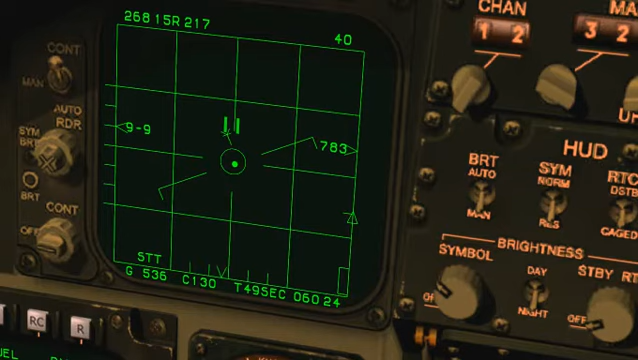 268 15R 217
40
9-9
783
STT
G 536 C130 T49SEC 060 24
CONT
MAN
AUTO
RDR
SYM
BRT
BRT
CONT
OFF
RC
R
CHAN
MA
1 2
3 2
HUD
BRT
AUTO
MAN
SYM
NORM
RES
RTC
DSTB
CAGED
BRIGHTNESS
SYMBOL
DAY
NIGHT
STBY RT
OFF